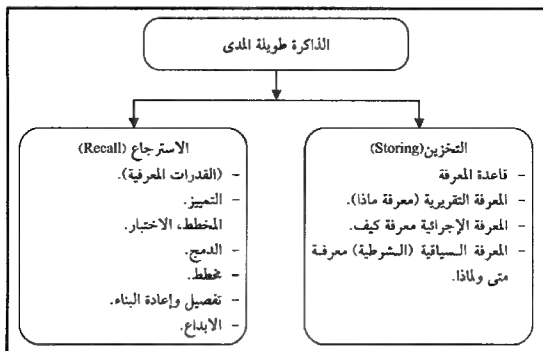 الذاكرة طويلة المدى
التخزين (Storing)
- قاعدة المعرفة
- المعرفة التقريرية (معرفة ماذا).
- المعرفة الإجرائية معرفة كيف.
- المعرفة السياقية (الشرطية) معرفة
متى ولماذا.
الاسترجاع (Recall)
- (القدرات المعرفية).
- التمييز.
المخطط، الاختبار.
- الدمج.
- مخطط.
- تفصيل وإعادة البناء.
- الابداع.